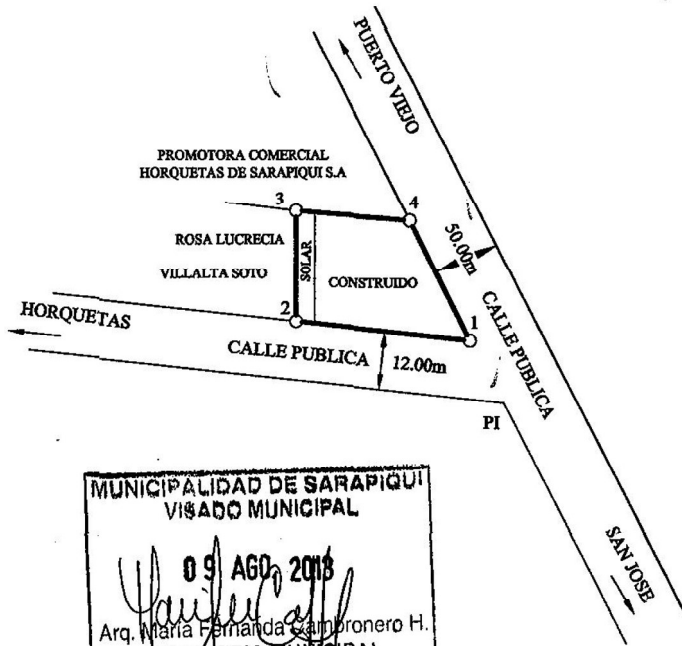 PUERTO VIEJO
PROMOTORA COMERCIAL
HORQUETAS DE SARAPIQUI S.A
3
4
ROSA LUCRECIA
VILLALTA SOTO
SOLAR
CONSTRUIDO
50.00m
2
1
HORQUETAS
CALLE PUBLICA
12.00m
CALLE PUBLICA
PI
SAN JOSE
MUNICIPALIDAD DE SARAPIQUI
VISADO MUNICIPAL
09 AGO. 2013
Arq. María Fernanda Zambronero H.